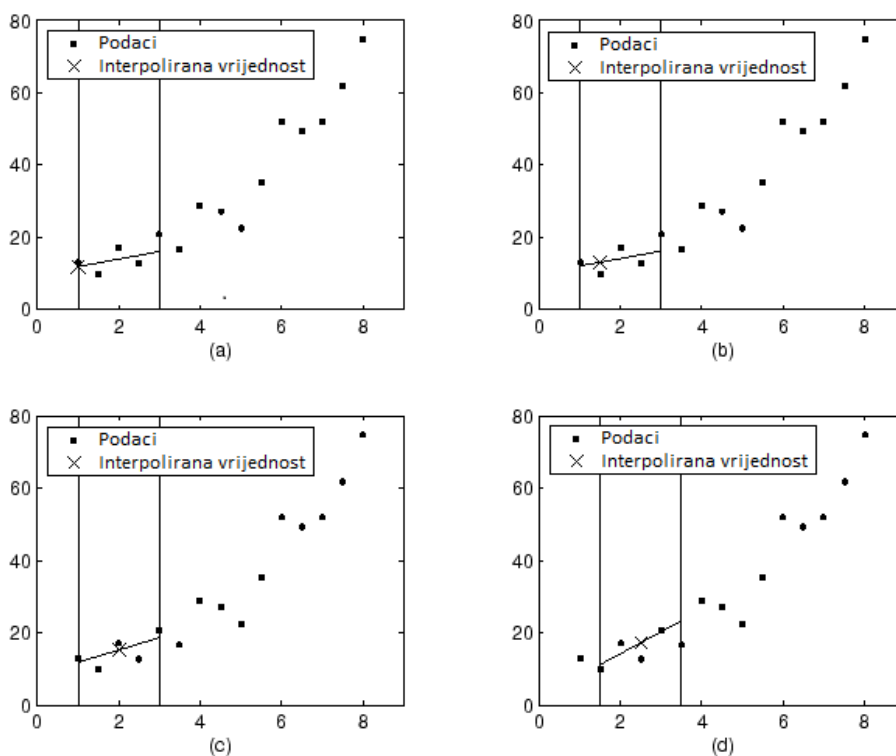 80
60
40
20
0
0 2 4 6 8
Podaci
Interpolirana vrijednost
(a)
80
60
40
20
0
0 2 4 6 8
Podaci
Interpolirana vrijednost
(b)
80
60
40
20
0
0 2 4 6 8
Podaci
Interpolirana vrijednost
(c)
80
60
40
20
0
0 2 4 6 8
Podaci
Interpolirana vrijednost
(d)